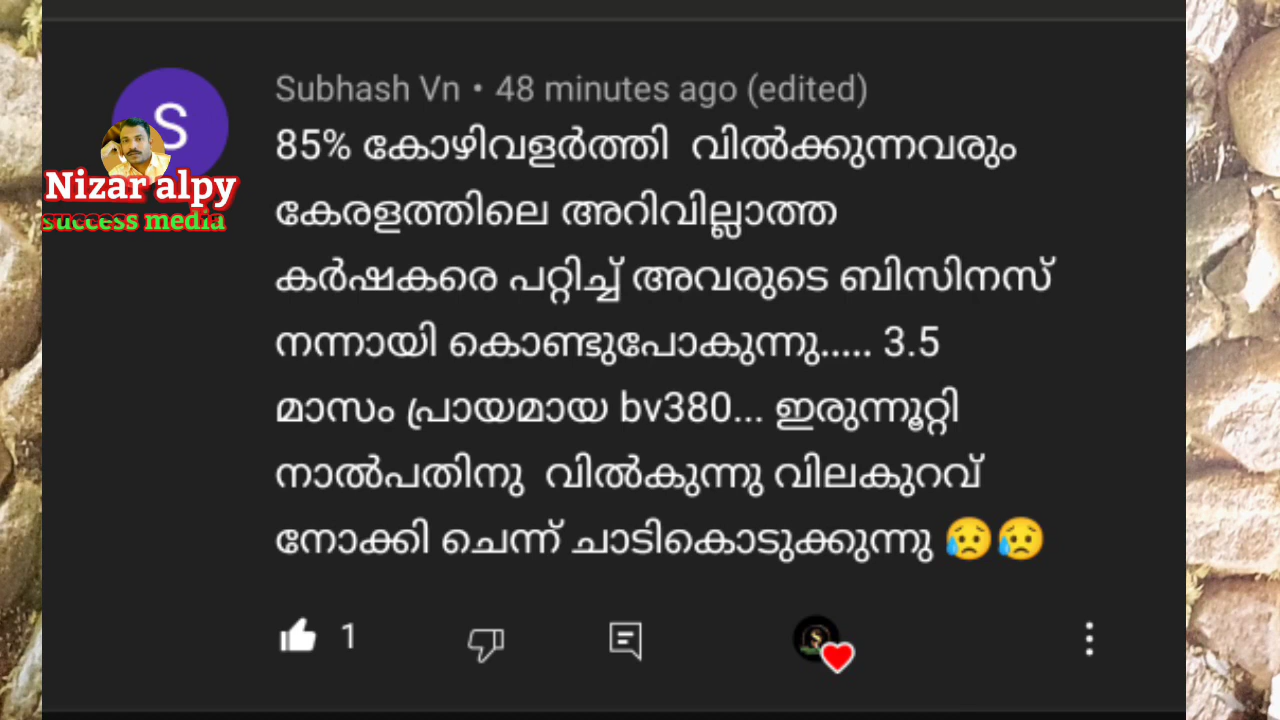 Subhash Vn • 48 minutes ago (edited)
S
85% കോഴിവളർത്തി വിൽക്കുന്നവരും
Nizar alpy
കേരളത്തിലെ അറിവില്ലാത്ത
success media
കർഷകരെ പറ്റിച്ച് അവരുടെ ബിസിനസ്
നന്നായി കൊണ്ടുപോകുന്നു..... 3.5
മാസം പ്രായമായ bv380... ഇരുന്നൂറ്റി
നാൽപതിനു വിൽകുന്നു വിലകുറവ്
നോക്കി ചെന്ന് ചാടികൊടുക്കുന്നു 😥😥
1